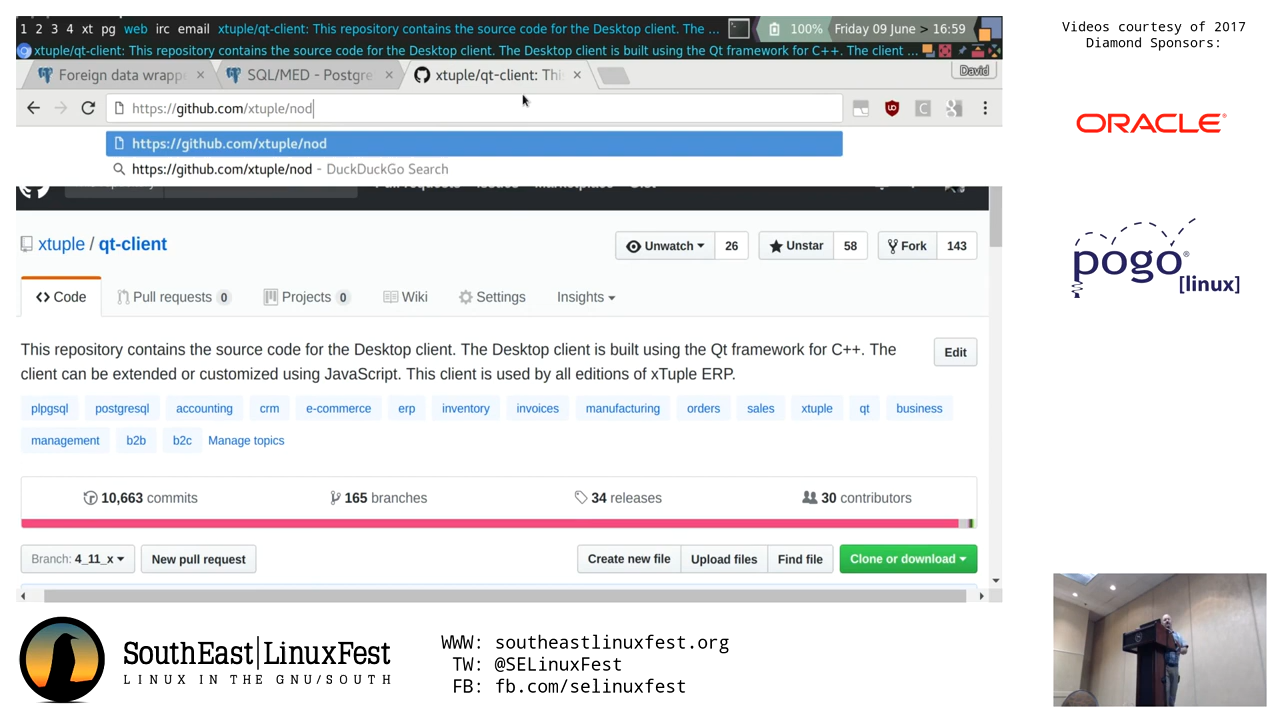 1 2 3 4 xt pg web irc email xtuple/qt-client: This repository contains the source code for the Desktop client. The ... 100% Friday 09 June > 16:59
xtuple/qt-client: This repository contains the source code for the Desktop client. The Desktop client is built using the Qt framework for C++. The client ...
Foreign data wrappe × SQL/MED - Postgre × xtuple/qt-client: Thi × David
https://github.com/xtuple/nod
https://github.com/xtuple/nod
https://github.com/xtuple/nod - DuckDuckGo Search
xtuple / qt-client Unwatch 26 Unstar 58 Fork 143
Code Pull requests 0 Projects 0 Wiki Settings Insights
This repository contains the source code for the Desktop client. The Desktop client is built using the Qt framework for C++. The
client can be extended or customized using JavaScript. This client is used by all editions of xTuple ERP.
Edit
plpgsql postgresql accounting crm e-commerce erp inventory invoices manufacturing orders sales xtuple qt business
management b2b b2c Manage topics
10,663 commits 165 branches 34 releases 30 contributors
Branch: 4_11_x New pull request Create new file Upload files Find file Clone or download
Videos courtesy of 2017
Diamond Sponsors:
ORACLE®
pogo®
[linux]
SouthEast|LinuxFest
LINUX IN THE GNU/SOUTH
WWW: southeastlinuxfest.org
TW: @SELinuxFest
FB: fb.com/selinuxfest